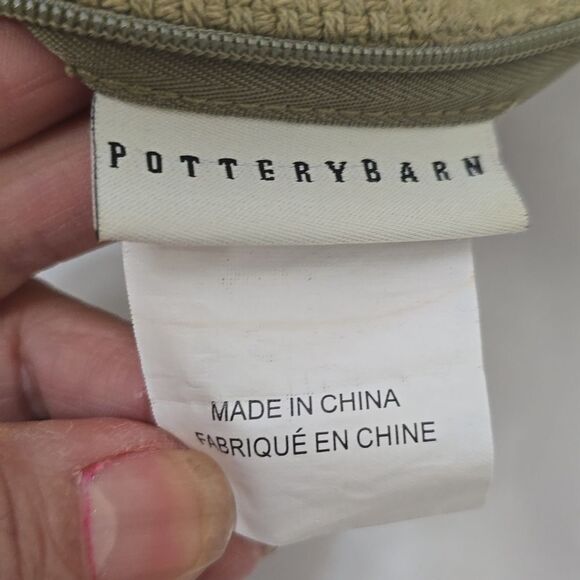 POTTERYBARN
MADE IN CHINA
FABRIQUÉ EN CHINE